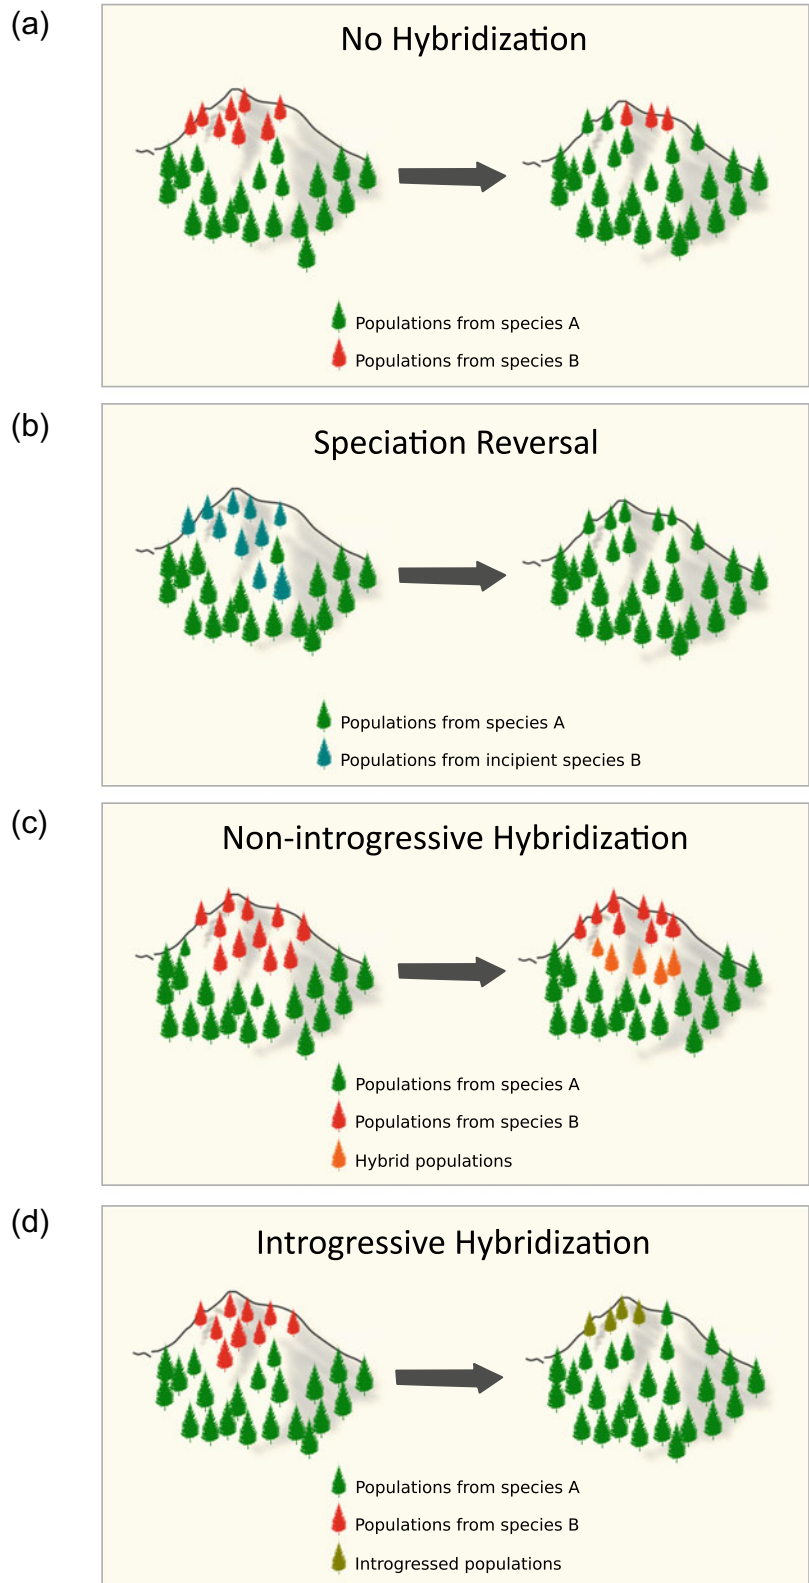 (a)
No Hybridization
Populations from species A
Populations from species B
(b)
Speciation Reversal
Populations from species A
Populations from incipient species B
(c)
Non-introgressive Hybridization
Populations from species A
Populations from species B
Hybrid populations
(d)
Introgressive Hybridization
Populations from species A
Populations from species B
Introgressed populations